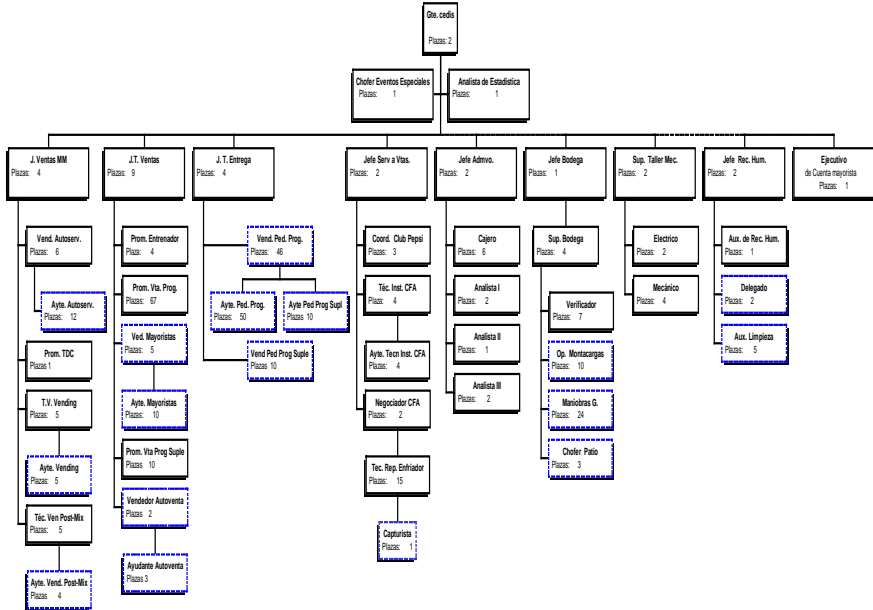 Gte. cedis
Plazas: 2
Chofer Eventos Especiales
Plazas: 1
Analista de Estadistica
Plazas: 1
J. Ventas MM
Plazas: 4
J.T. Ventas
Plazas: 9
J. T. Entrega
Plazas: 4
Jefe Serv a Vtas.
Plazas: 2
Jefe Admvo.
Plazas: 2
Jefe Bodega
Plazas: 1
Sup. Taller Mec.
Plazas: 2
Jefe Rec. Hum.
Plazas: 2
Ejecutivo
de Cuenta mayorista
Plazas: 1
Vend. Autoserv.
Plazas: 6
Ayte. Autoserv.
Plazas: 12
Prom. TDC
Plazas 1
T.V. Vending
Plazas: 5
Ayte. Vending
Plazas: 5
Téc. Ven Post-Mix
Plazas: 5
Ayte. Vend. Post-Mix
Plazas 4
Prom. Entrenador
Plazas: 4
Prom. Vta. Prog.
Plazas: 67
Ved. Mayoristas
Plazas: 5
Ayte. Mayoristas
Plazas: 10
Prom. Vta Prog Suple
Plazas 10
Vendedor Autoventa
Plazas 2
Ayudante Autoventa
Plazas 3
Vend. Ped. Prog.
Plazas: 46
Ayte. Ped. Prog.
Plazas: 50
Ayte Ped Prog Supl
Plazas 10
Vend Ped Prog Suple
Plazas 10
Coord. Club Pepsi
Plazas: 3
Téc. Inst. CFA
Plazas: 4
Ayte. Tecn Inst. CFA
Plazas: 4
Negociador CFA
Plazas: 2
Tec. Rep. Enfriador
Plazas: 15
Capturista
Plazas: 1
Cajero
Plazas: 6
Analista I
Plazas: 2
Analista II
Plazas: 1
Analista III
Plazas: 2
Sup. Bodega
Plazas: 4
Verificador
Plazas: 7
Op. Montacargas
Plazas: 10
Maniobras G.
Plazas: 24
Chofer Patio
Plazas: 3
Electrico
Plazas: 2
Mecánico
Plazas: 4
Aux. de Rec. Hum.
Plazas: 1
Delegado
Plazas: 2
Aux. Limpieza
Plazas: 5